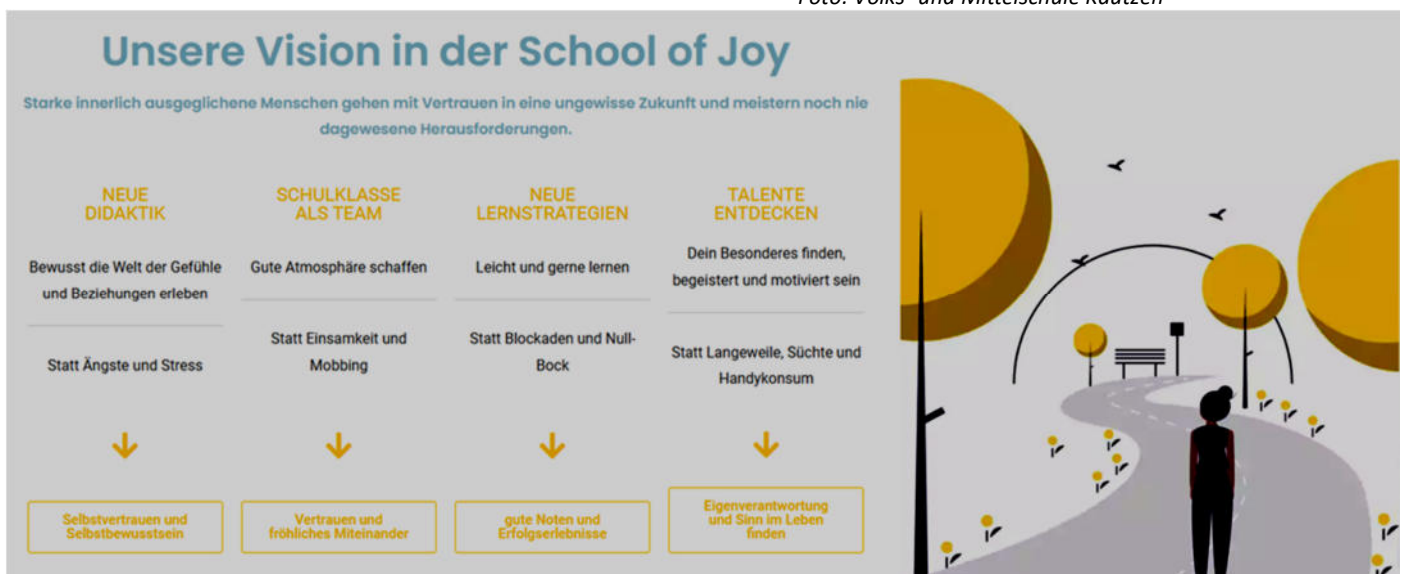 Foto: Volks- und Mittelschule Kautzen
Unsere Vision in der School of Joy
Starke innerlich ausgeglichene Menschen gehen mit Vertrauen in eine ungewisse Zukunft und meistern noch nie
dagewesene Herausforderungen.
NEUE
DIDAKTIK
Bewusst die Welt der Gefühle
und Beziehungen erleben
Statt Ängste und Stress
Selbstvertrauen und
Selbstbewusstsein
SCHULKLASSE
ALS TEAM
Gute Atmosphäre schaffen
Statt Einsamkeit und
Mobbing
Vertrauen und
fröhliches Miteinander
NEUE
LERNSTRATEGIEN
Leicht und gerne lernen
Statt Blockaden und Null-
Bock
gute Noten und
Erfolgserlebnisse
TALENTE
ENTDECKEN
Dein Besonderes finden,
begeistert und motiviert sein
Statt Langeweile, Süchte und
Handykonsum
Eigenverantwortung
und Sinn im Leben
finden